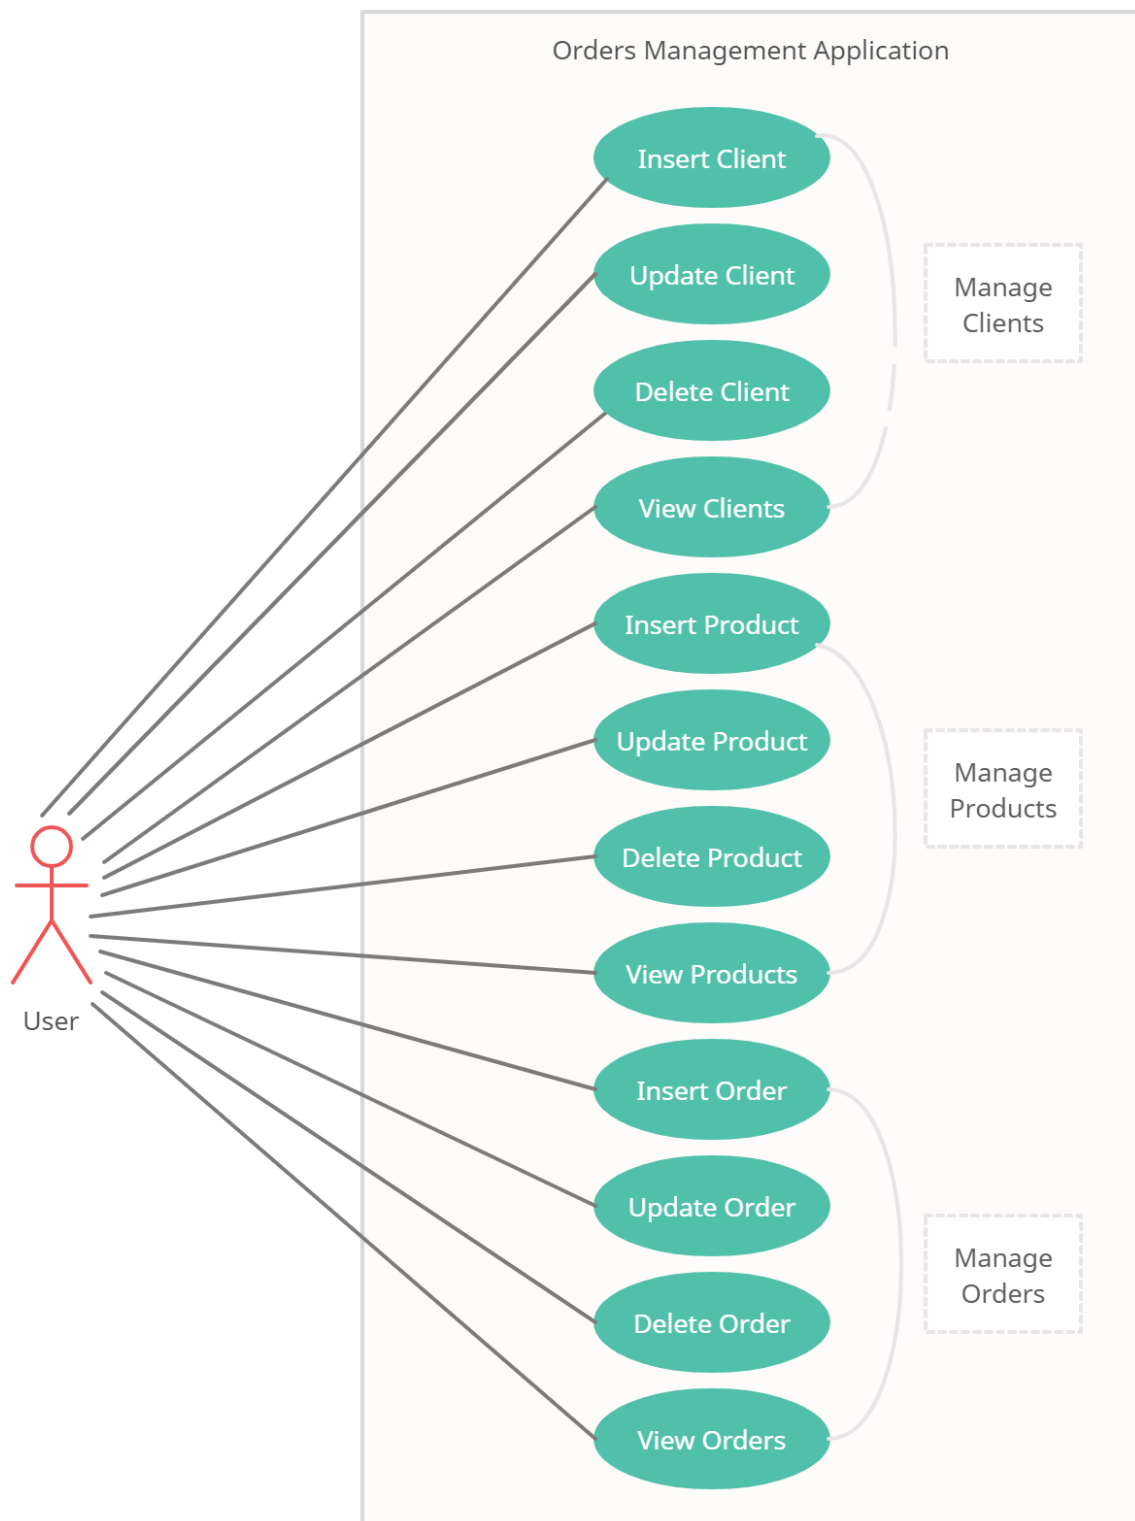 Orders Management Application
Insert Client
Update Client
Delete Client
View Clients
Manage
Clients
Insert Product
Update Product
Delete Product
View Products
Manage
Products
User
Insert Order
Update Order
Delete Order
View Orders
Manage
Orders